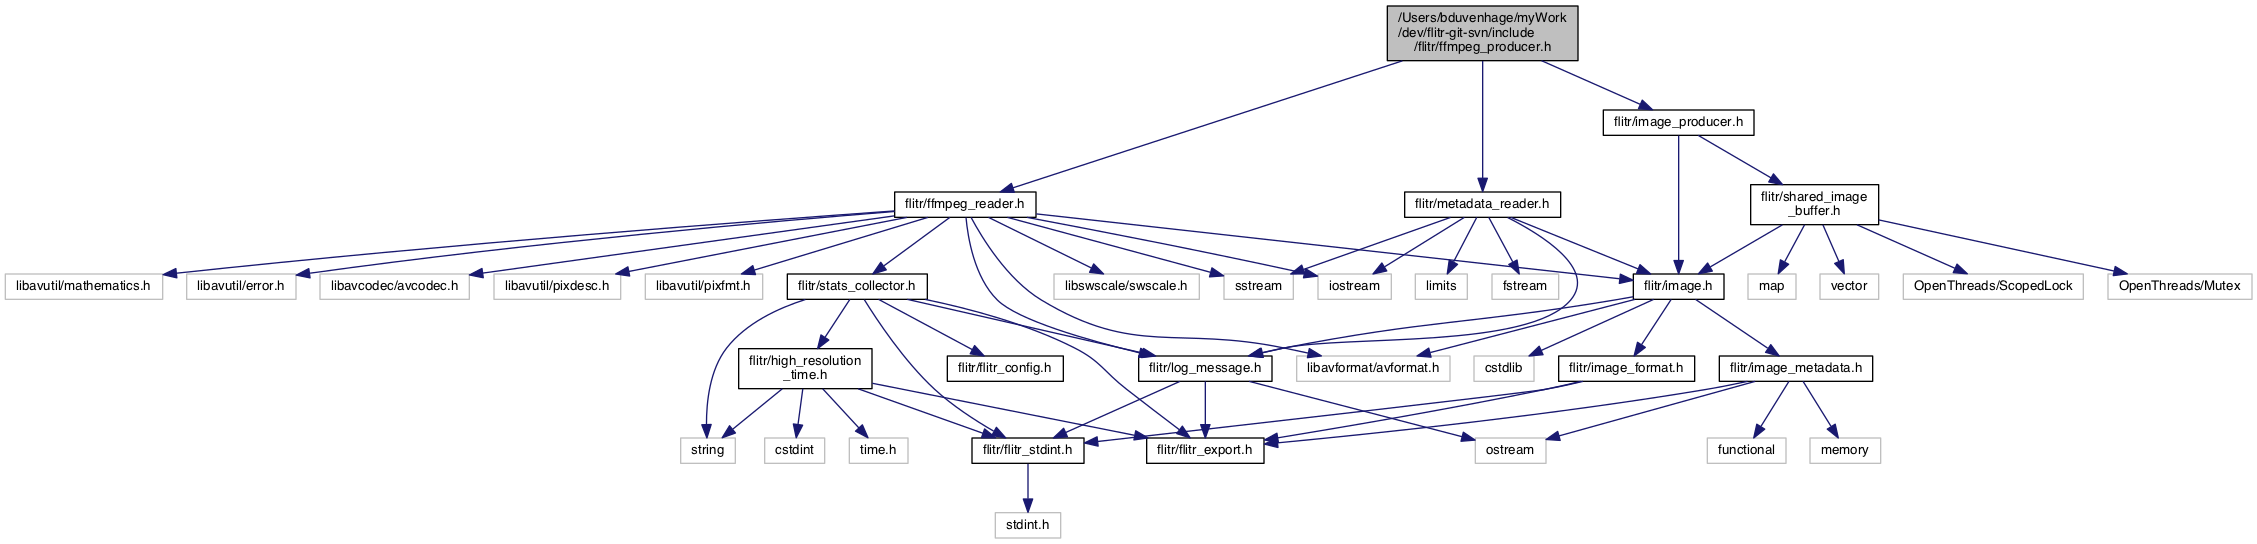 /Users/bduvenhage/myWork
/dev/flitr-git-svn/include
/flitr/ffmpeg_producer.h
flitr/image_producer.h
flitr/ffmpeg_reader.h
flitr/metadata_reader.h
flitr/shared_image
_buffer.h
libavutil/mathematics.h
libavutil/error.h
libavcodec/avcodec.h
libavutil/pixdesc.h
libavutil/pixfmt.h
flitr/stats_collector.h
libswscale/swscale.h
sstream
iostream
limits
fstream
flitr/image.h
map
vector
OpenThreads/ScopedLock
OpenThreads/Mutex
flitr/high_resolution
_time.h
flitr/flitr_config.h
flitr/log_message.h
libavformat/avformat.h
cstdlib
flitr/image_format.h
flitr/image_metadata.h
string
cstdint
time.h
flitr/flitr_stdint.h
flitr/flitr_export.h
ostream
functional
memory
stdint.h